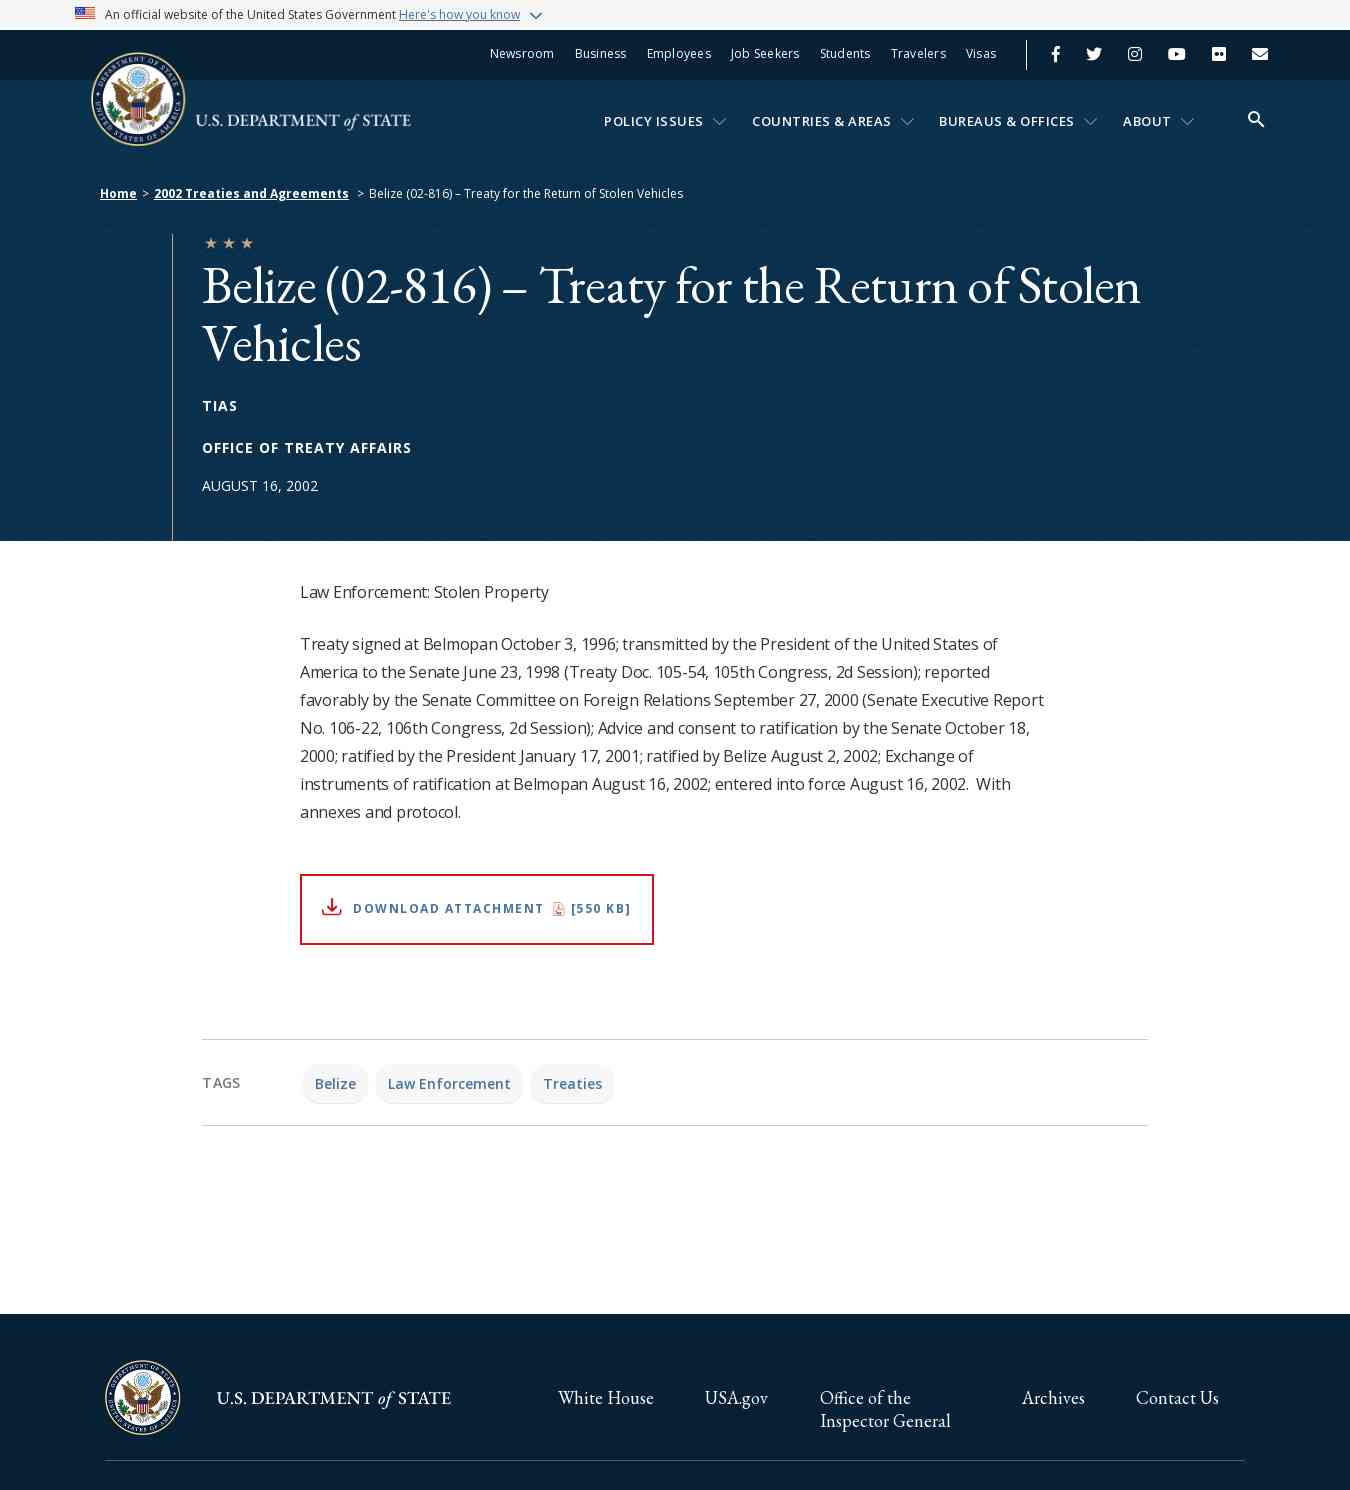 An official website of the United States Government Here's how you know
Newsroom Business Employees Job Seekers Students Travelers Visas
U.S. DEPARTMENT of STATE
POLICY ISSUES COUNTRIES & AREAS BUREAUS & OFFICES ABOUT
Home > 2002 Treaties and Agreements > Belize (02-816) – Treaty for the Return of Stolen Vehicles
Belize (02-816) – Treaty for the Return of Stolen
Vehicles
TIAS
OFFICE OF TREATY AFFAIRS
AUGUST 16, 2002
Law Enforcement: Stolen Property
Treaty signed at Belmopan October 3, 1996; transmitted by the President of the United States of
America to the Senate June 23, 1998 (Treaty Doc. 105-54, 105th Congress, 2d Session); reported
favorably by the Senate Committee on Foreign Relations September 27, 2000 (Senate Executive Report
No. 106-22, 106th Congress, 2d Session); Advice and consent to ratification by the Senate October 18,
2000; ratified by the President January 17, 2001; ratified by Belize August 2, 2002; Exchange of
instruments of ratification at Belmopan August 16, 2002; entered into force August 16, 2002.  With
annexes and protocol.
DOWNLOAD ATTACHMENT [550 KB]
TAGS Belize Law Enforcement Treaties
DEPARTMENT OF STATE
UNITED STATES OF AMERICA
U.S. DEPARTMENT of STATE
White House USA.gov Office of the Archives Contact Us
Inspector General